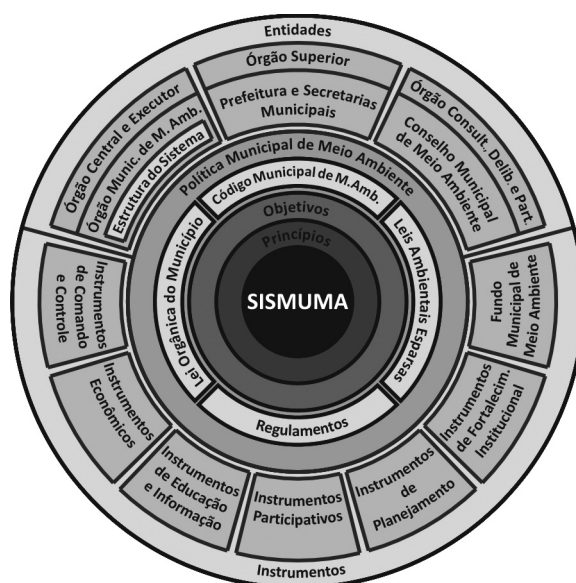 Entidades
Órgão Superior
Prefeitura e Secretarias
Municipais
Órgão Central e Executor
Órgão Munic. de M. Amb.
Estrutura do Sistema
Órgão Consult., Delib. e Part.
Conselho Municipal
de Meio Ambiente
Política Municipal de Meio Ambiente
Código Municipal de M.Amb.
Lei Orgânica do Município
Leis Ambientais Esparsas
Regulamentos
Objetivos
Princípios
SISMUMA
Instrumentos
de Comando
e Controle
Instrumentos
Econômicos
Instrumentos
de Educação
e Informação
Instrumentos
Participativos
Instrumentos
de
Planejamento
Instrumentos
de Fortalecim.
Institucional
Fundo
Municipal de
Meio Ambiente
Instrumentos